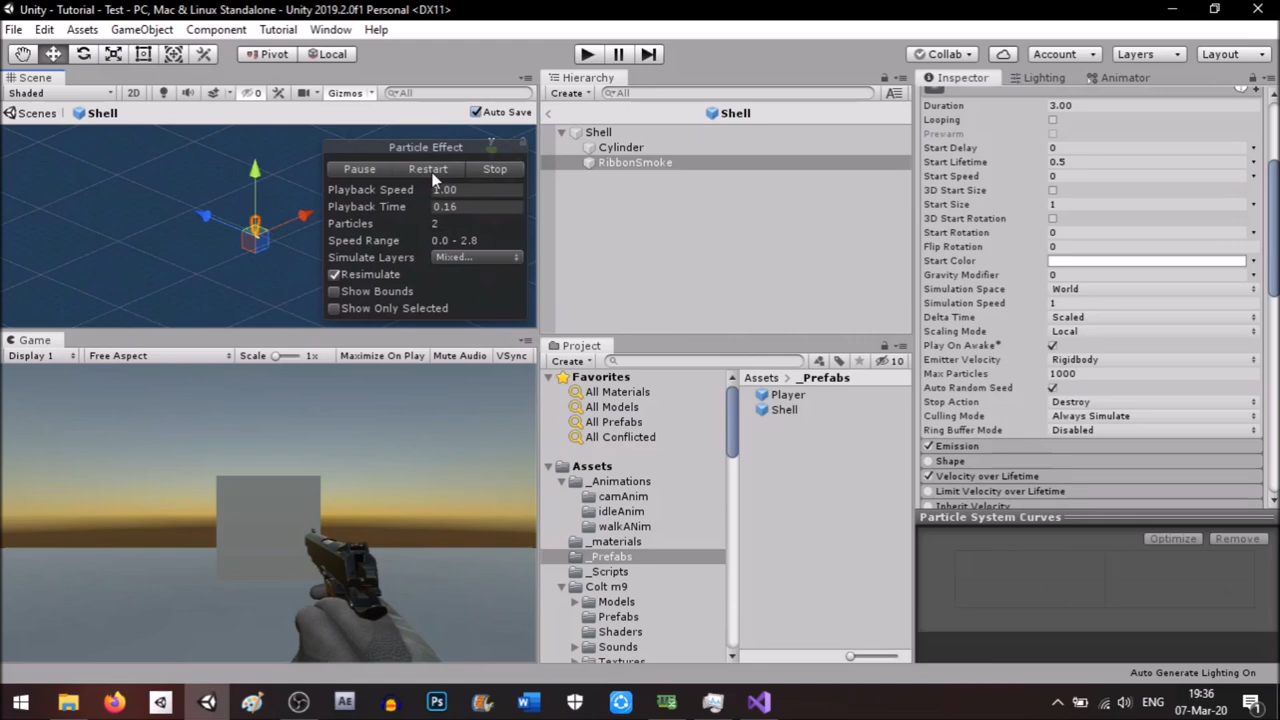 Unity - Tutorial - Test - PC, Mac & Linux Standalone - Unity 2019.2.0f1 Personal <DX11>
File Edit Assets GameObject Component Tutorial Window Help
Pivot Local Collab Account Layers Layout
Scene
Shaded 2D 0 Gizmos All
Scenes Shell Auto Save
Particle Effect
Pause Restart Stop
Playback Speed 1.00
Playback Time 0.16
Particles 2
Speed Range 0.0 - 2.8
Simulate Layers Mixed...
Resimulate
Show Bounds
Show Only Selected
Game
Display 1 Free Aspect Scale 1x Maximize On Play Mute Audio VSync
Hierarchy
Create All
Shell
Shell
Cylinder
RibbonSmoke
Project
Create 10
Favorites
All Materials
All Models
All Prefabs
All Conflicted
Assets
_Animations
camAnim
idleAnim
walkANim
_materials
_Prefabs
_Scripts
Colt m9
Models
Prefabs
Shaders
Sounds
Textures
Assets _Prefabs
Player
Shell
Inspector Lighting Animator
Duration 3.00
Looping
Prewarm
Start Delay 0
Start Lifetime 0.5
Start Speed 0
3D Start Size
Start Size 1
3D Start Rotation
Start Rotation 0
Flip Rotation 0
Start Color
Gravity Modifier 0
Simulation Space World
Simulation Speed 1
Delta Time Scaled
Scaling Mode Local
Play On Awake*
Emitter Velocity Rigidbody
Max Particles 1000
Auto Random Seed
Stop Action Destroy
Culling Mode Always Simulate
Ring Buffer Mode Disabled
Emission
Shape
Velocity over Lifetime
Limit Velocity over Lifetime
Inherit Velocity
Particle System Curves
Optimize Remove
Auto Generate Lighting On
Ae Ps ENG 19:36
07-Mar-20 1